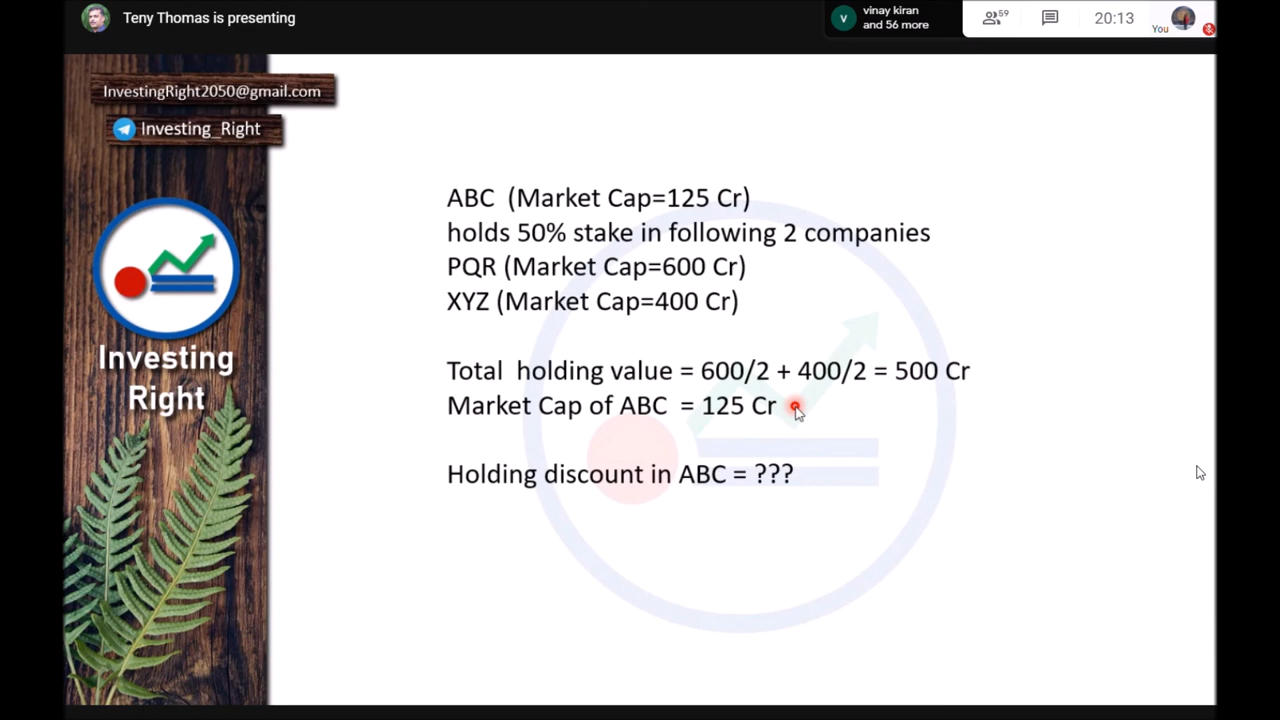 Teny Thomas is presenting
v
vinay kiran
and 56 more
59
20:13
You
InvestingRight2050@gmail.com
Investing_Right
Investing
Right
ABC (Market Cap=125 Cr)
holds 50% stake in following 2 companies
PQR (Market Cap=600 Cr)
XYZ (Market Cap=400 Cr)
Total holding value = 600/2 + 400/2 = 500 Cr
Market Cap of ABC = 125 Cr
Holding discount in ABC = ???